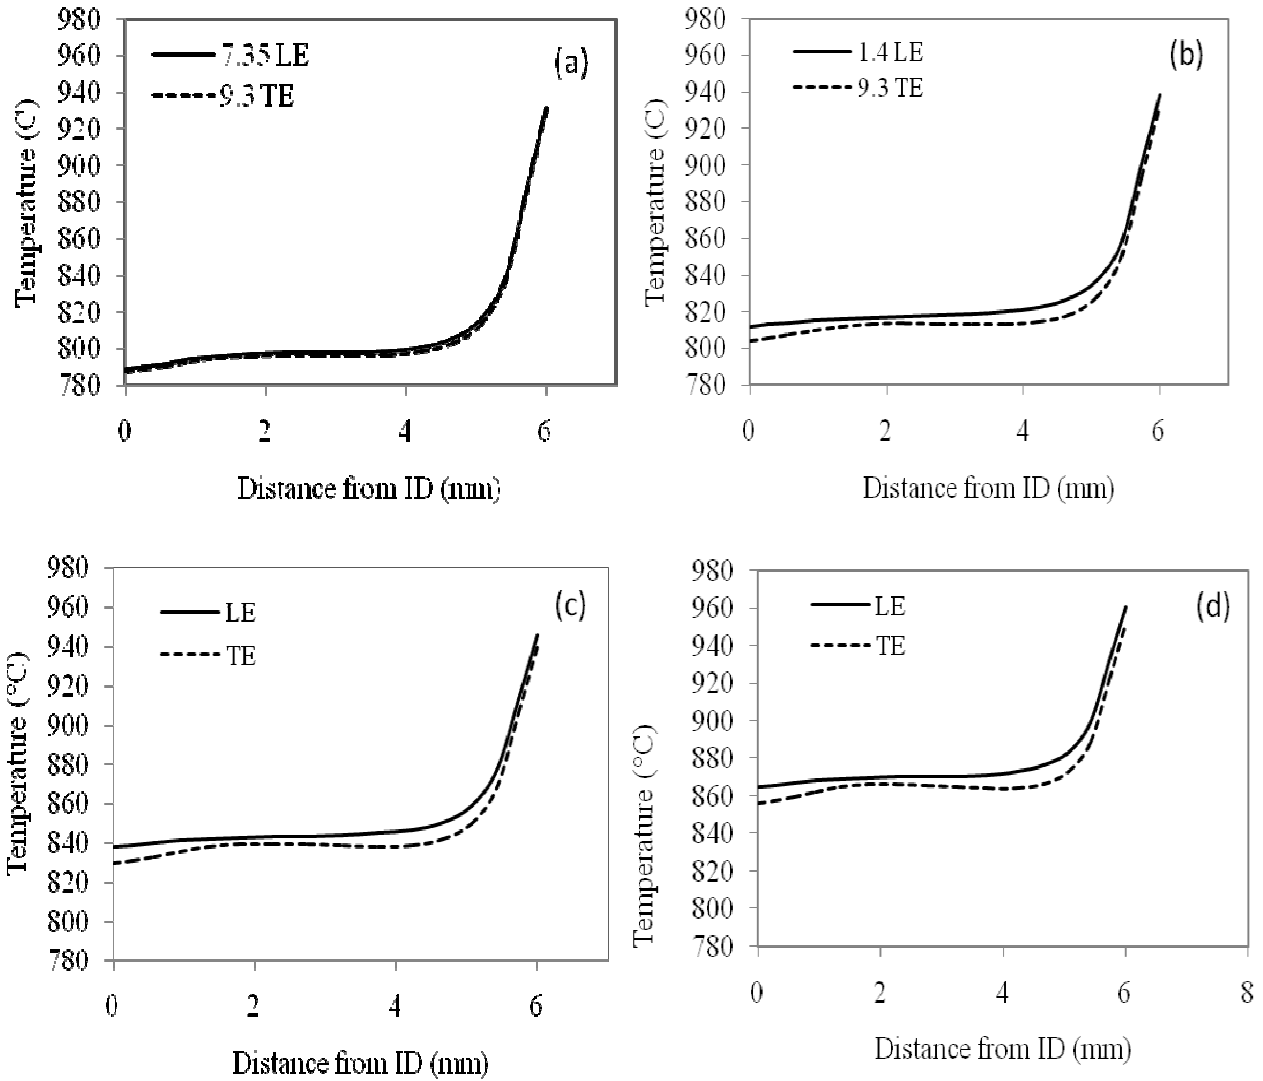 980
960
940
920
900
880
860
840
820
800
780
Temperature (C)
7.35 LE
9.3 TE
(a)
0 2 4 6
Distance from ID (mm)
980
960
940
920
900
880
860
840
820
800
780
Temperature (C)
1.4 LE
9.3 TE
(b)
0 2 4 6
Distance from ID (mm)
980
960
940
920
900
880
860
840
820
800
780
Temperature (°C)
LE
TE
(c)
0 2 4 6
Distance from ID (mm)
980
960
940
920
900
880
860
840
820
800
780
Temperature (°C)
LE
TE
(d)
0 2 4 6 8
Distance from ID (mm)